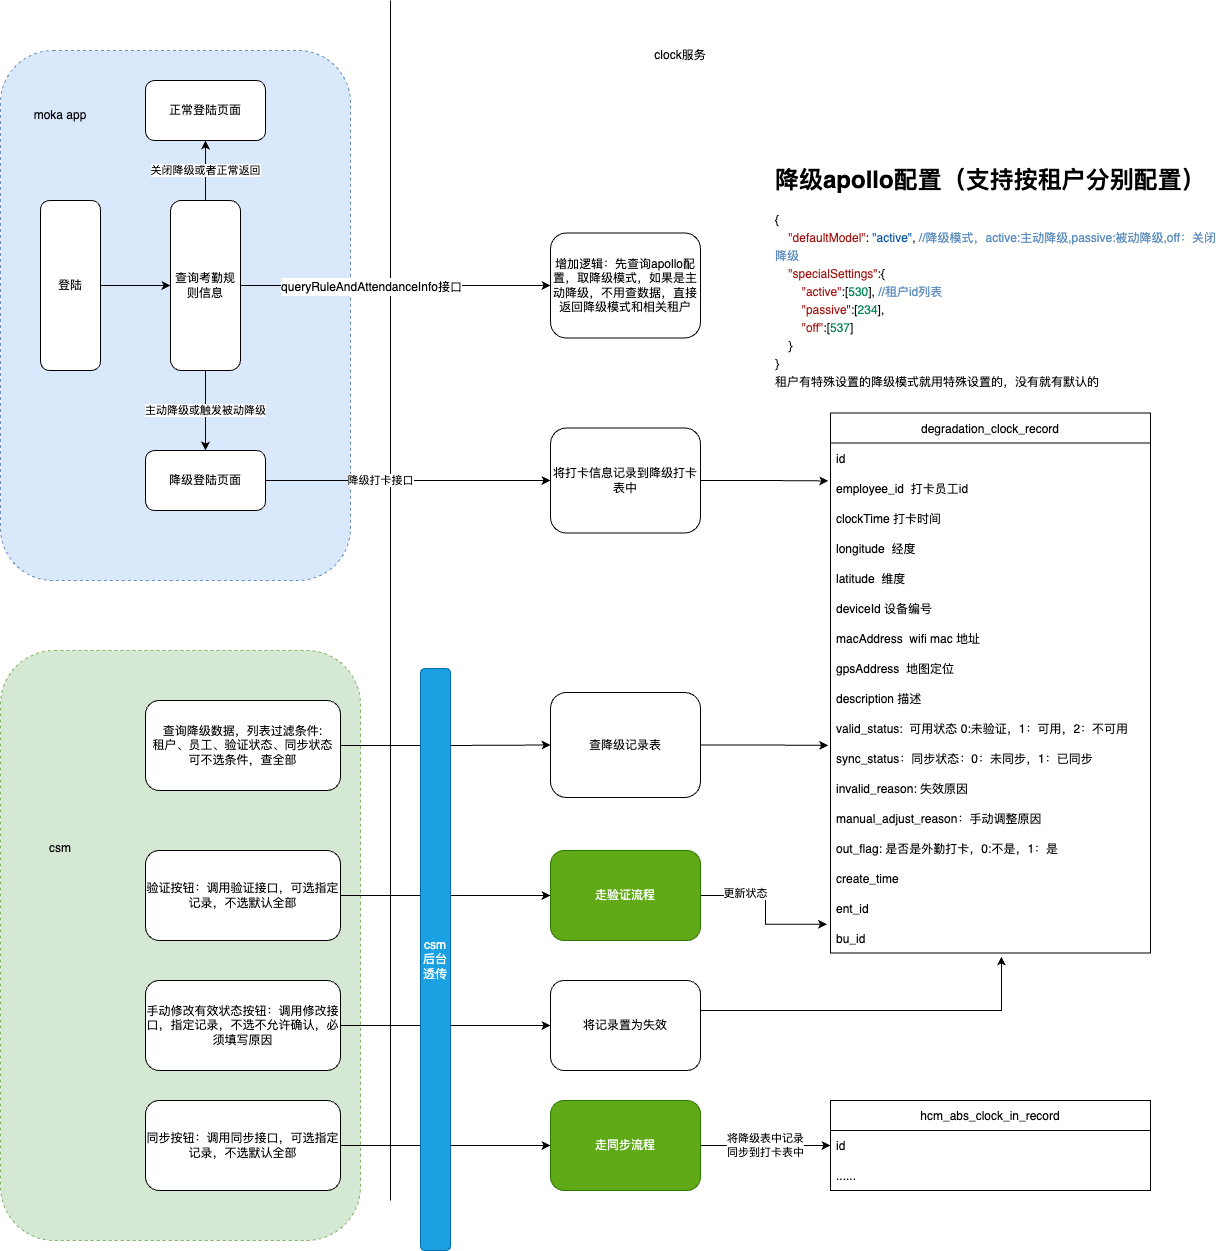 clock服务
moka app
正常登陆页面
关闭降级或者正常返回
登陆
查询考勤规
则信息
queryRuleAndAttendanceInfo接口
增加逻辑：先查询apollo配
置，取降级模式，如果是主
动降级，不用查数据，直接
返回降级模式和相关租户
降级apollo配置（支持按租户分别配置）
{
"defaultModel": "active", //降级模式，active:主动降级,passive:被动降级,off：关闭
降级
"specialSettings":{
"active":[530], //租户id列表
"passive":[234],
"off":[537]
}
}
租户有特殊设置的降级模式就用特殊设置的，没有就有默认的
主动降级或触发被动降级
降级登陆页面
降级打卡接口
将打卡信息记录到降级打卡
表中
degradation_clock_record
id
employee_id 打卡员工id
clockTime 打卡时间
longitude 经度
latitude 维度
deviceId 设备编号
macAddress wifi mac 地址
gpsAddress 地图定位
description 描述
valid_status: 可用状态 0:未验证，1：可用，2：不可用
sync_status：同步状态：0：未同步，1：已同步
invalid_reason: 失效原因
manual_adjust_reason：手动调整原因
out_flag: 是否是外勤打卡，0:不是，1：是
create_time
ent_id
bu_id
csm
查询降级数据，列表过滤条件:
租户、员工、验证状态、同步状态
可不选条件，查全部
查降级记录表
验证按钮：调用验证接口，可选指定
记录，不选默认全部
走验证流程
更新状态
csm
后台
透传
手动修改有效状态按钮：调用修改接
口，指定记录，不选不允许确认，必
须填写原因
将记录置为失效
同步按钮：调用同步接口，可选指定
记录，不选默认全部
走同步流程
将降级表中记录
同步到打卡表中
hcm_abs_clock_in_record
id
......